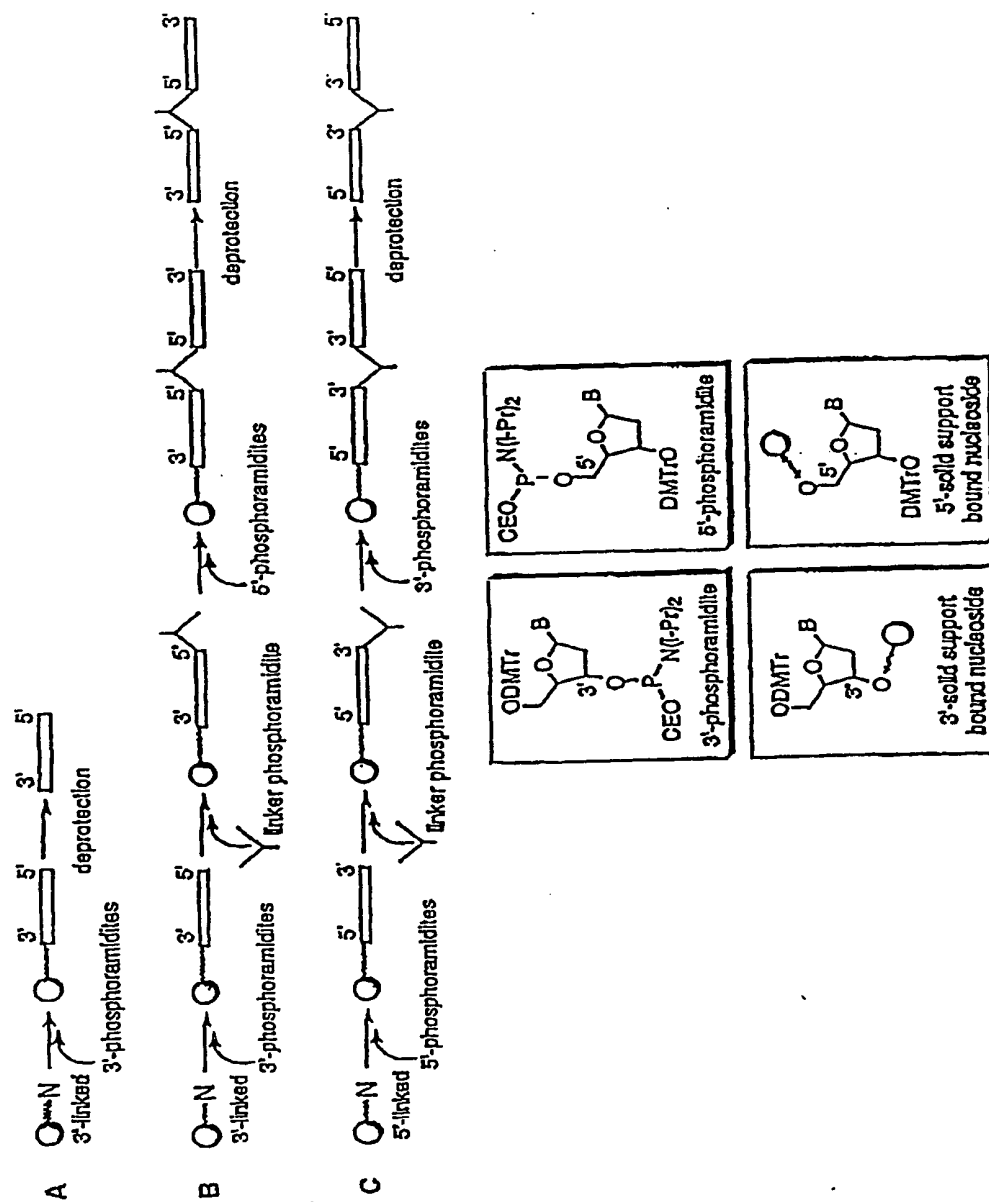 A
3'-linked
N
3'-phosphoramidites
3' 5'
deprotection
3' 5'
B
N
3'-linked
3'-phosphoramidites
3' 5'
linker phosphoramidite
3' 5'
5'-phosphoramidites
3' 5' 5' 3'
deprotection
3' 5' 5' 3'
C
N
5'-linked
5'-phosphoramidites
5' 3'
linker phosphoramidite
5' 3'
3'-phosphoramidites
5' 3' 3' 5'
deprotection
5' 3' 3' 5'
ODMTr
O
B
3'
O
P
CEO
N(i-Pr)2
3'-phosphoramidite
CEO
P
N(i-Pr)2
O
5'
O
B
DMTrO
5'-phosphoramidite
ODMTr
O
B
3'
O
3'-solid support
bound nucleoside
O
5'
O
B
DMTrO
5'-solid support
bound nucleoside